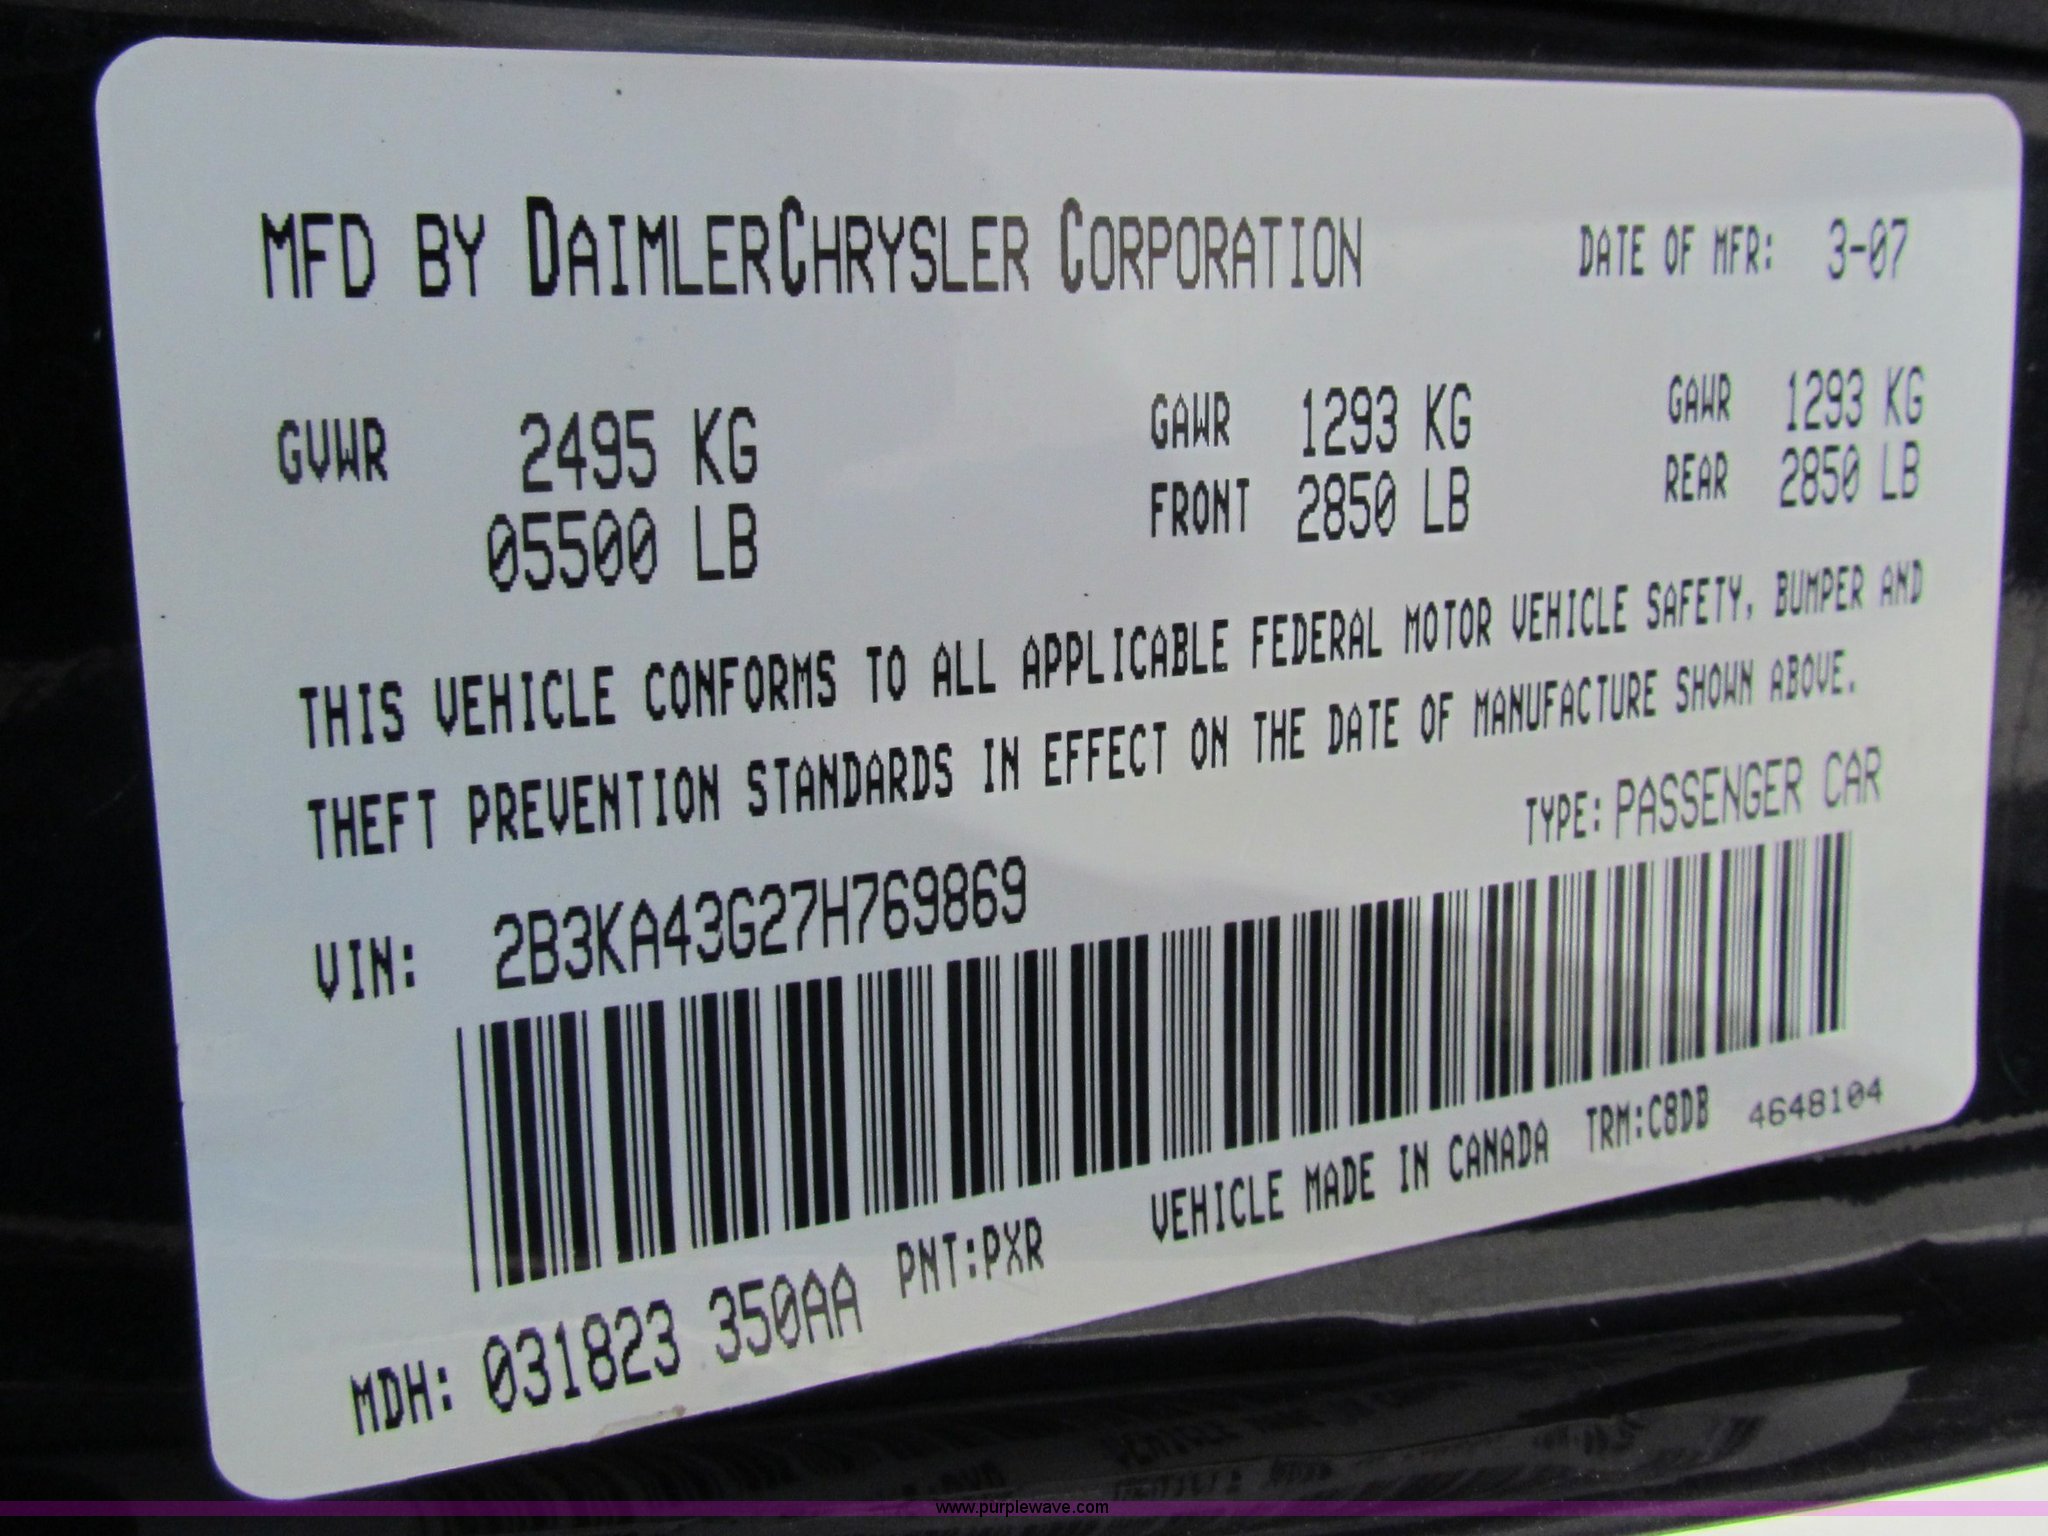 MFD BY DAIMLERCHRYSLER CORPORATION DATE OF MFR: 3-07
GVWR 2495 KG GAWR 1293 KG GAWR 1293 KG
05500 LB FRONT 2850 LB REAR 2850 LB
THIS VEHICLE CONFORMS TO ALL APPLICABLE FEDERAL MOTOR VEHICLE SAFETY, BUMPER AND
THEFT PREVENTION STANDARDS IN EFFECT ON THE DATE OF MANUFACTURE SHOWN ABOVE.
VIN: 2B3KA43G27H769869 TYPE: PASSENGER CAR
MDH: 031823 350AA PNT:PXR VEHICLE MADE IN CANADA TRM:C8DB 4648104
www.purplewave.com